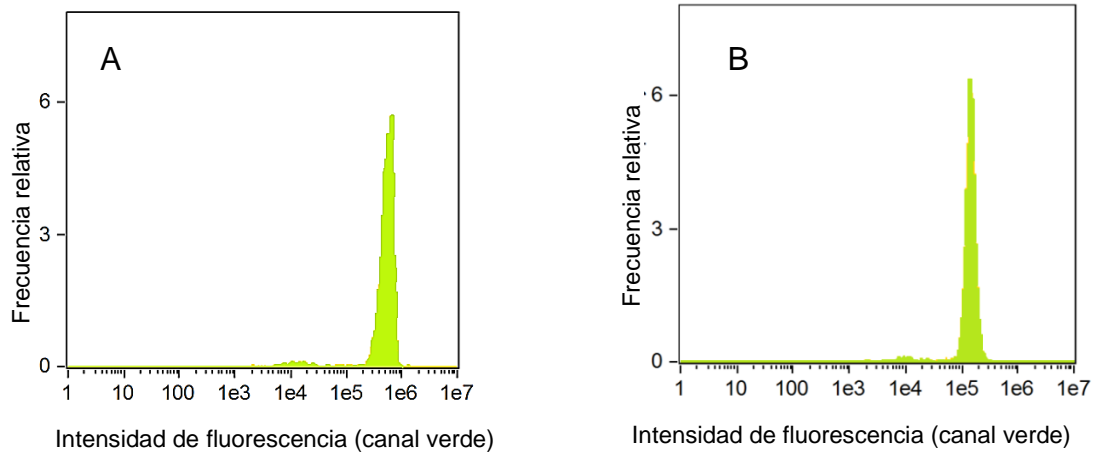 A
Frecuencia relativa
6
3
0
1 10 100 1e3 1e4 1e5 1e6 1e7
Intensidad de fluorescencia (canal verde)
B
Frecuencia relativa
6
3
0
1 10 100 1e3 1e4 1e5 1e6 1e7
Intensidad de fluorescencia (canal verde)